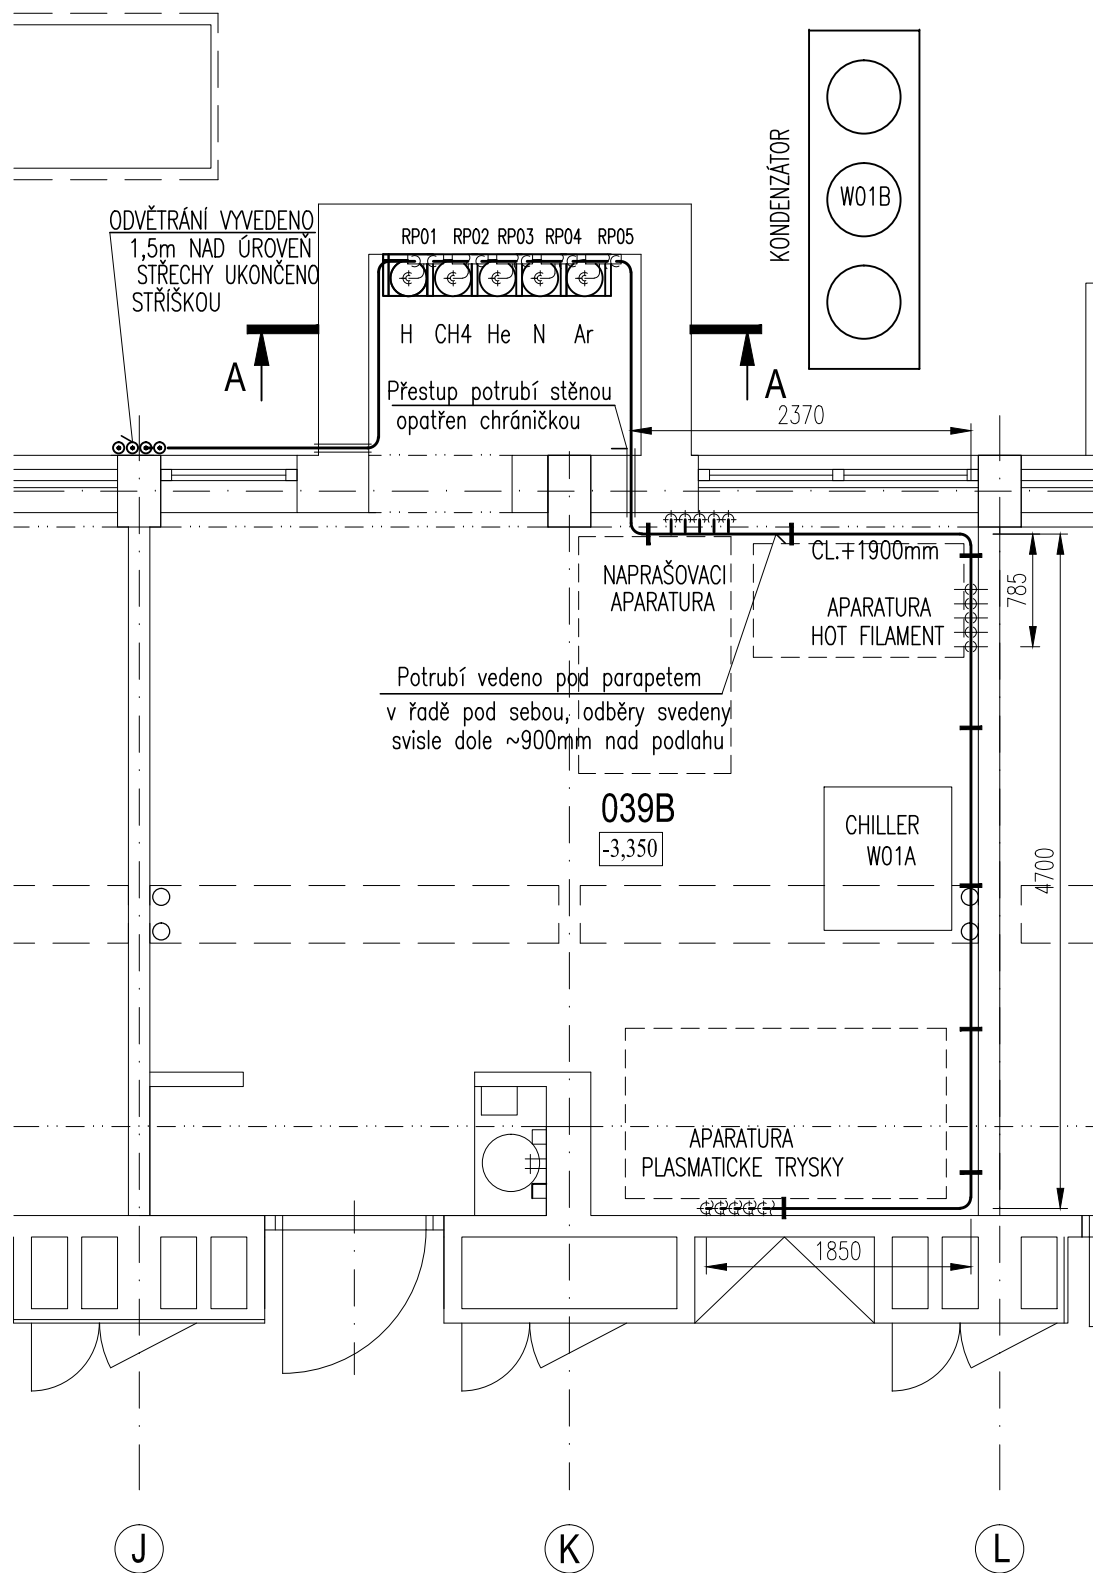 KONDENZÁTOR
W01B
ODVĚTRÁNÍ VYVEDENO
1,5m NAD ÚROVEŇ
STŘECHY UKONČENO
STŘÍŠKOU
RP01 RP02 RP03 RP04 RP05
H CH4 He N Ar
A A
Přestup potrubí stěnou
opatřen chráničkou
2370
CL.+1900mm
NAPRAŠOVACI
APARATURA
APARATURA
HOT FILAMENT
785
Potrubí vedeno pod parapetem
v řadě pod sebou, odběry svedeny
svisle dole ~900mm nad podlahu
039B
-3,350
CHILLER
W01A
4700
APARATURA
PLASMATICKE TRYSKY
1850
J K L